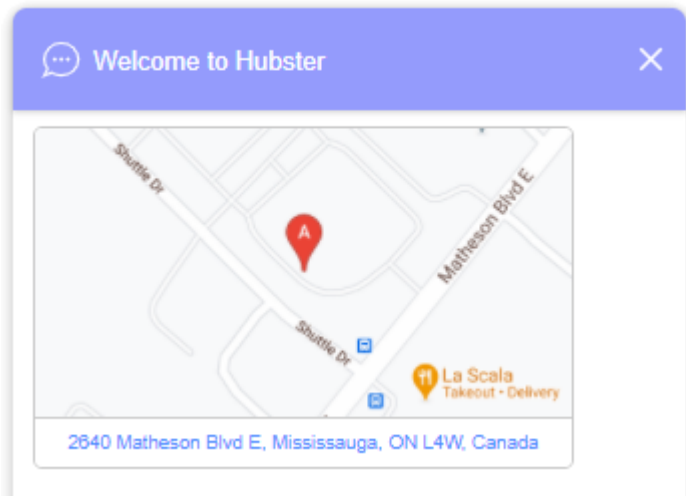 Welcome to Hubster
Shuttle Dr
A
Matheson Blvd E
Shuttle Dr
La Scala
Takeout • Delivery
2640 Matheson Blvd E, Mississauga, ON L4W, Canada